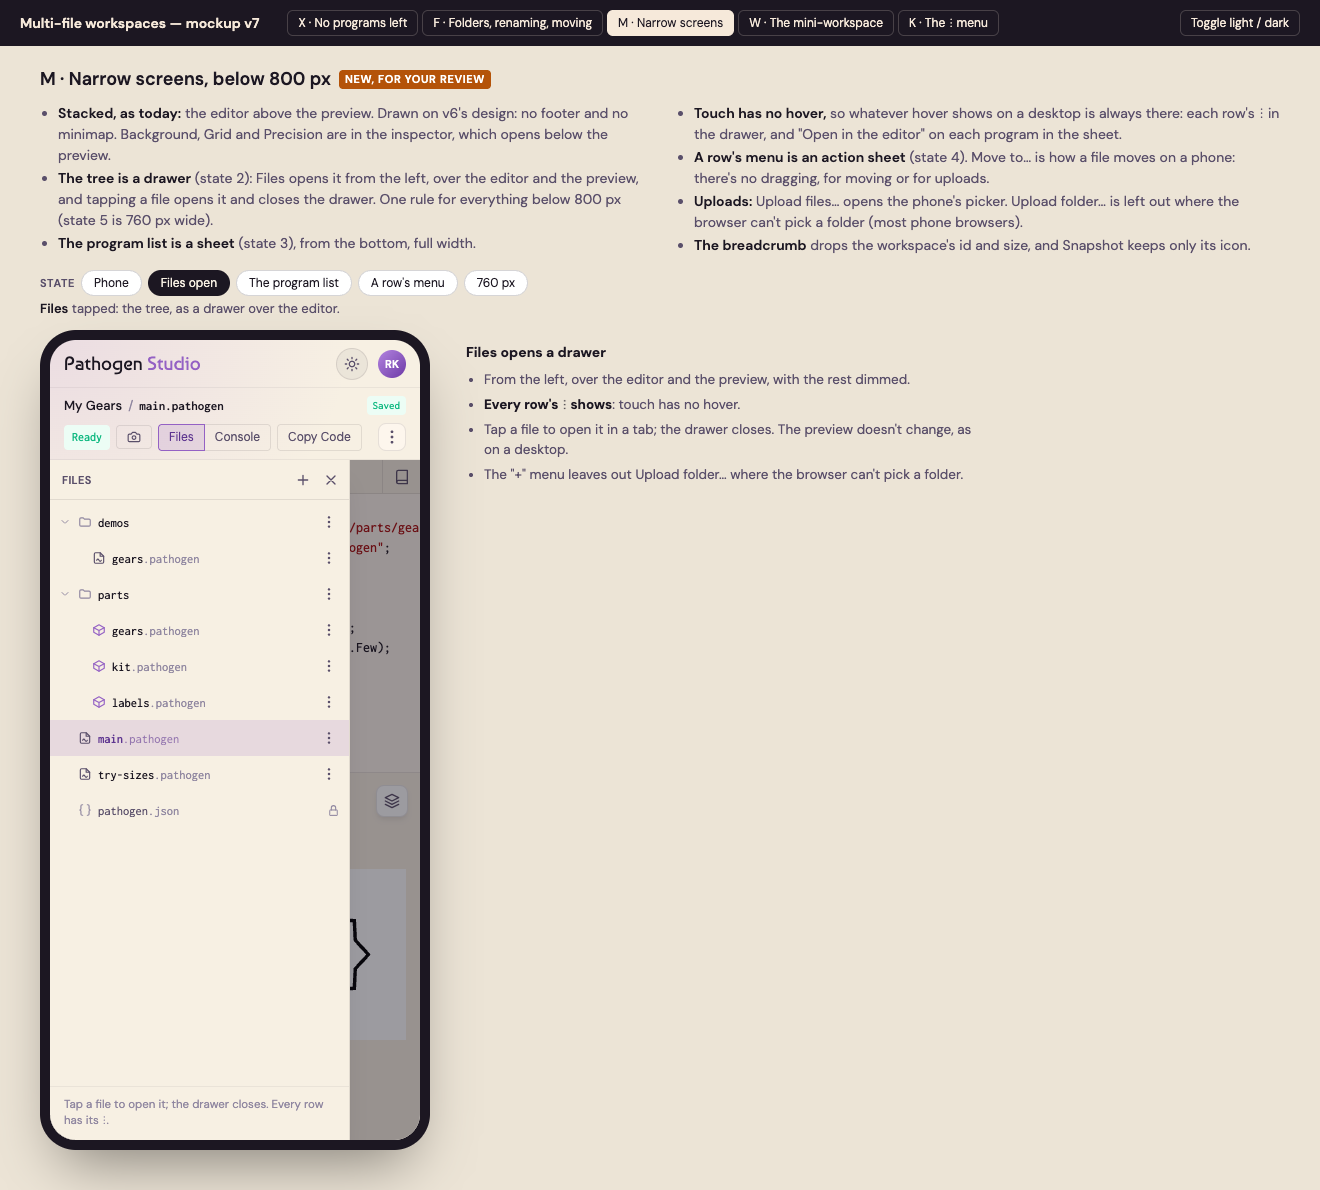 Multi-file workspaces — mockup v7
X · No programs left
F · Folders, renaming, moving
M · Narrow screens
W · The mini-workspace
K · The ⋮ menu
Toggle light / dark
M · Narrow screens, below 800 px
NEW, FOR YOUR REVIEW
Stacked, as today: the editor above the preview. Drawn on v6's design: no footer and no
minimap. Background, Grid and Precision are in the inspector, which opens below the
preview.
The tree is a drawer (state 2): Files opens it from the left, over the editor and the preview,
and tapping a file opens it and closes the drawer. One rule for everything below 800 px
(state 5 is 760 px wide).
The program list is a sheet (state 3), from the bottom, full width.
Touch has no hover, so whatever hover shows on a desktop is always there: each row's ⋮ in
the drawer, and "Open in the editor" on each program in the sheet.
A row's menu is an action sheet (state 4). Move to… is how a file moves on a phone:
there's no dragging, for moving or for uploads.
Uploads: Upload files… opens the phone's picker. Upload folder… is left out where the
browser can't pick a folder (most phone browsers).
The breadcrumb drops the workspace's id and size, and Snapshot keeps only its icon.
STATE
Phone
Files open
The program list
A row's menu
760 px
Files tapped: the tree, as a drawer over the editor.
Pathogen Studio
RK
My Gears / main.pathogen
Saved
Ready
Files
Console
Copy Code
FILES
demos
gears.pathogen
parts
gears.pathogen
kit.pathogen
labels.pathogen
main.pathogen
try-sizes.pathogen
{} pathogen.json
/parts/gea
ogen";
;
.Few);
Tap a file to open it; the drawer closes. Every row
has its ⋮.
Files opens a drawer
From the left, over the editor and the preview, with the rest dimmed.
Every row's ⋮ shows: touch has no hover.
Tap a file to open it in a tab; the drawer closes. The preview doesn't change, as
on a desktop.
The "+" menu leaves out Upload folder… where the browser can't pick a folder.